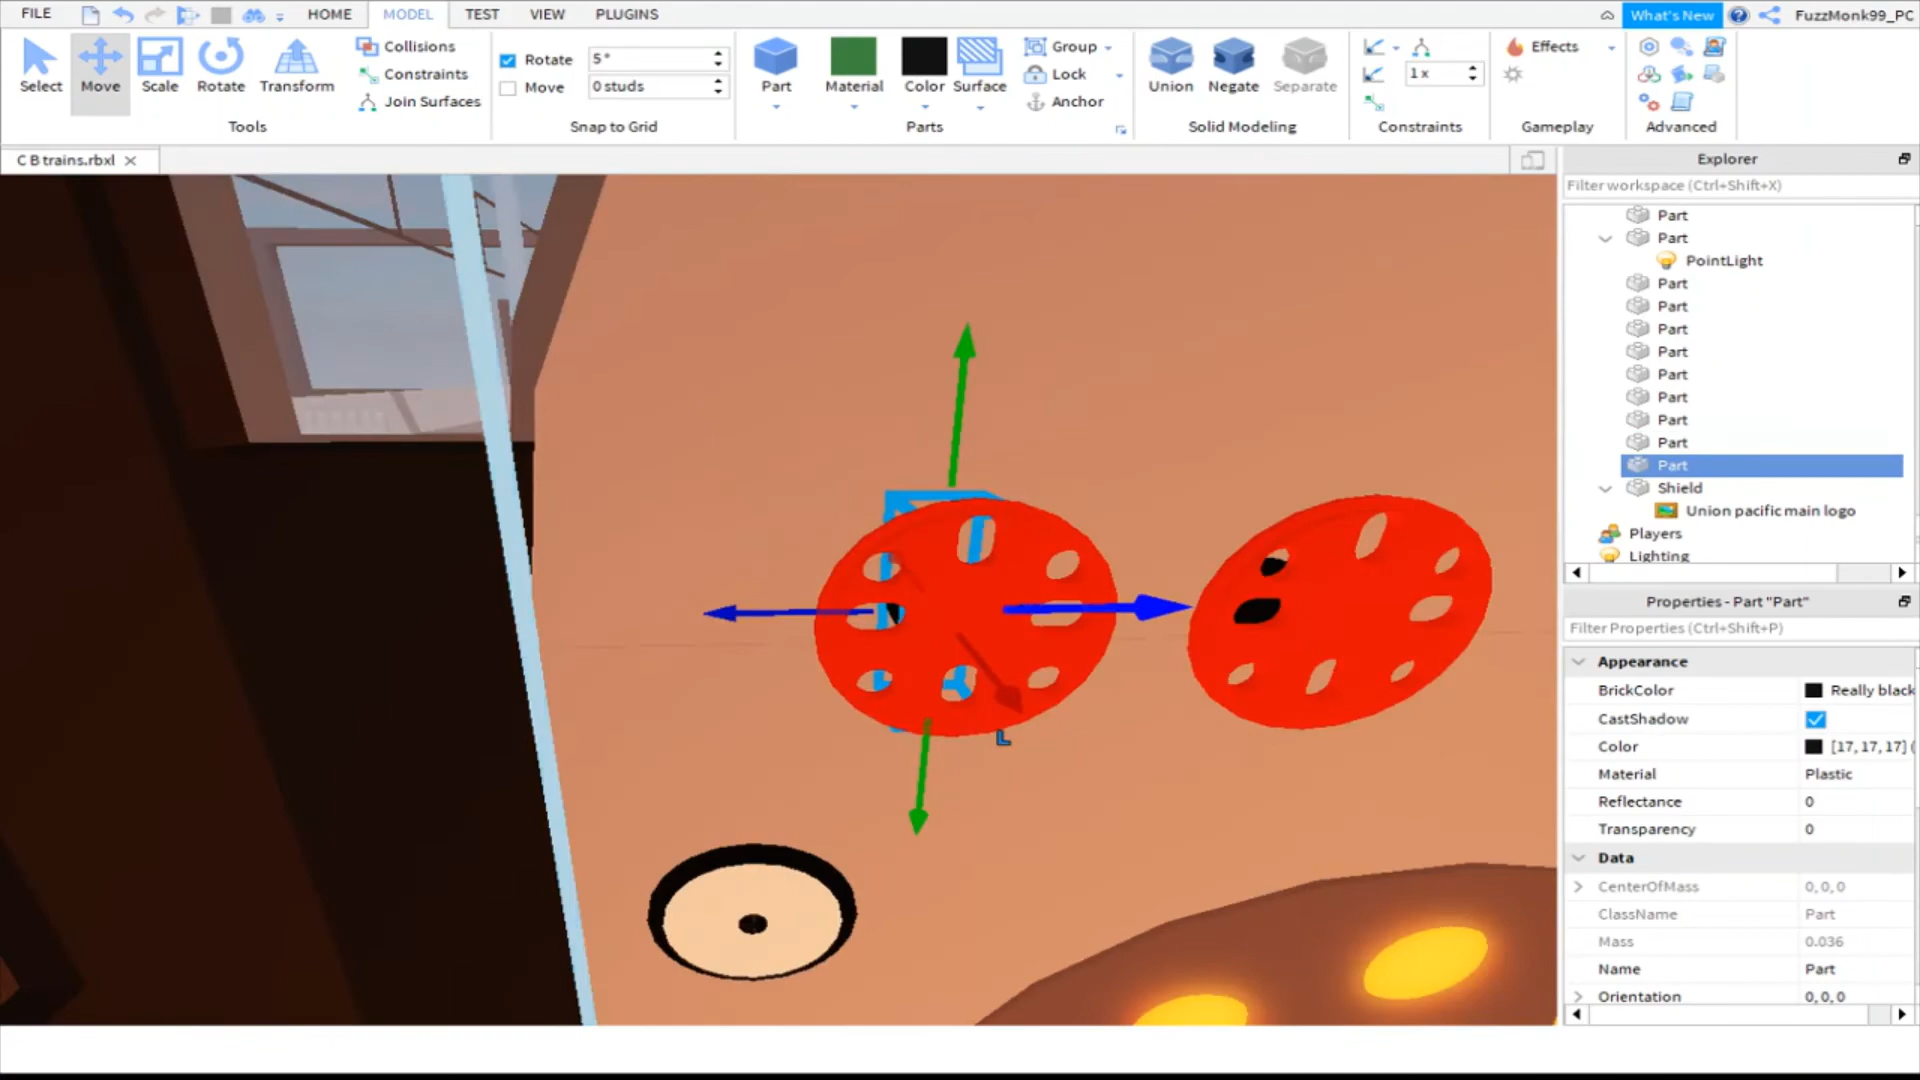 FILE HOME MODEL TEST VIEW PLUGINS What's New FuzzMonk99_PC
Select Move Scale Rotate Transform
Collisions
Constraints
Join Surfaces
Tools
Rotate 5°
Move 0 studs
Snap to Grid
Part Material Color Surface
Group
Lock
Anchor
Parts
Union Negate Separate
Solid Modeling
1 x
Constraints
Effects
Gameplay
Advanced
C B trains.rbxl
L
Explorer
Filter workspace (Ctrl+Shift+X)
Part
Part
PointLight
Part
Part
Part
Part
Part
Part
Part
Part
Part
Shield
Union pacific main logo
Players
Lighting
Properties - Part "Part"
Filter Properties (Ctrl+Shift+P)
Appearance
BrickColor Really black
CastShadow
Color [17, 17, 17] (
Material Plastic
Reflectance 0
Transparency 0
Data
CenterOfMass 0, 0, 0
ClassName Part
Mass 0.036
Name Part
Orientation 0, 0, 0